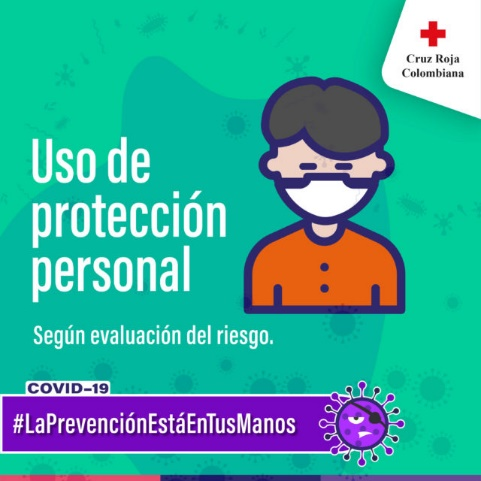 Cruz Roja
Colombiana
Uso de
protección
personal
Según evaluación del riesgo.
COVID-19
#LaPrevenciónEstáEnTusManos